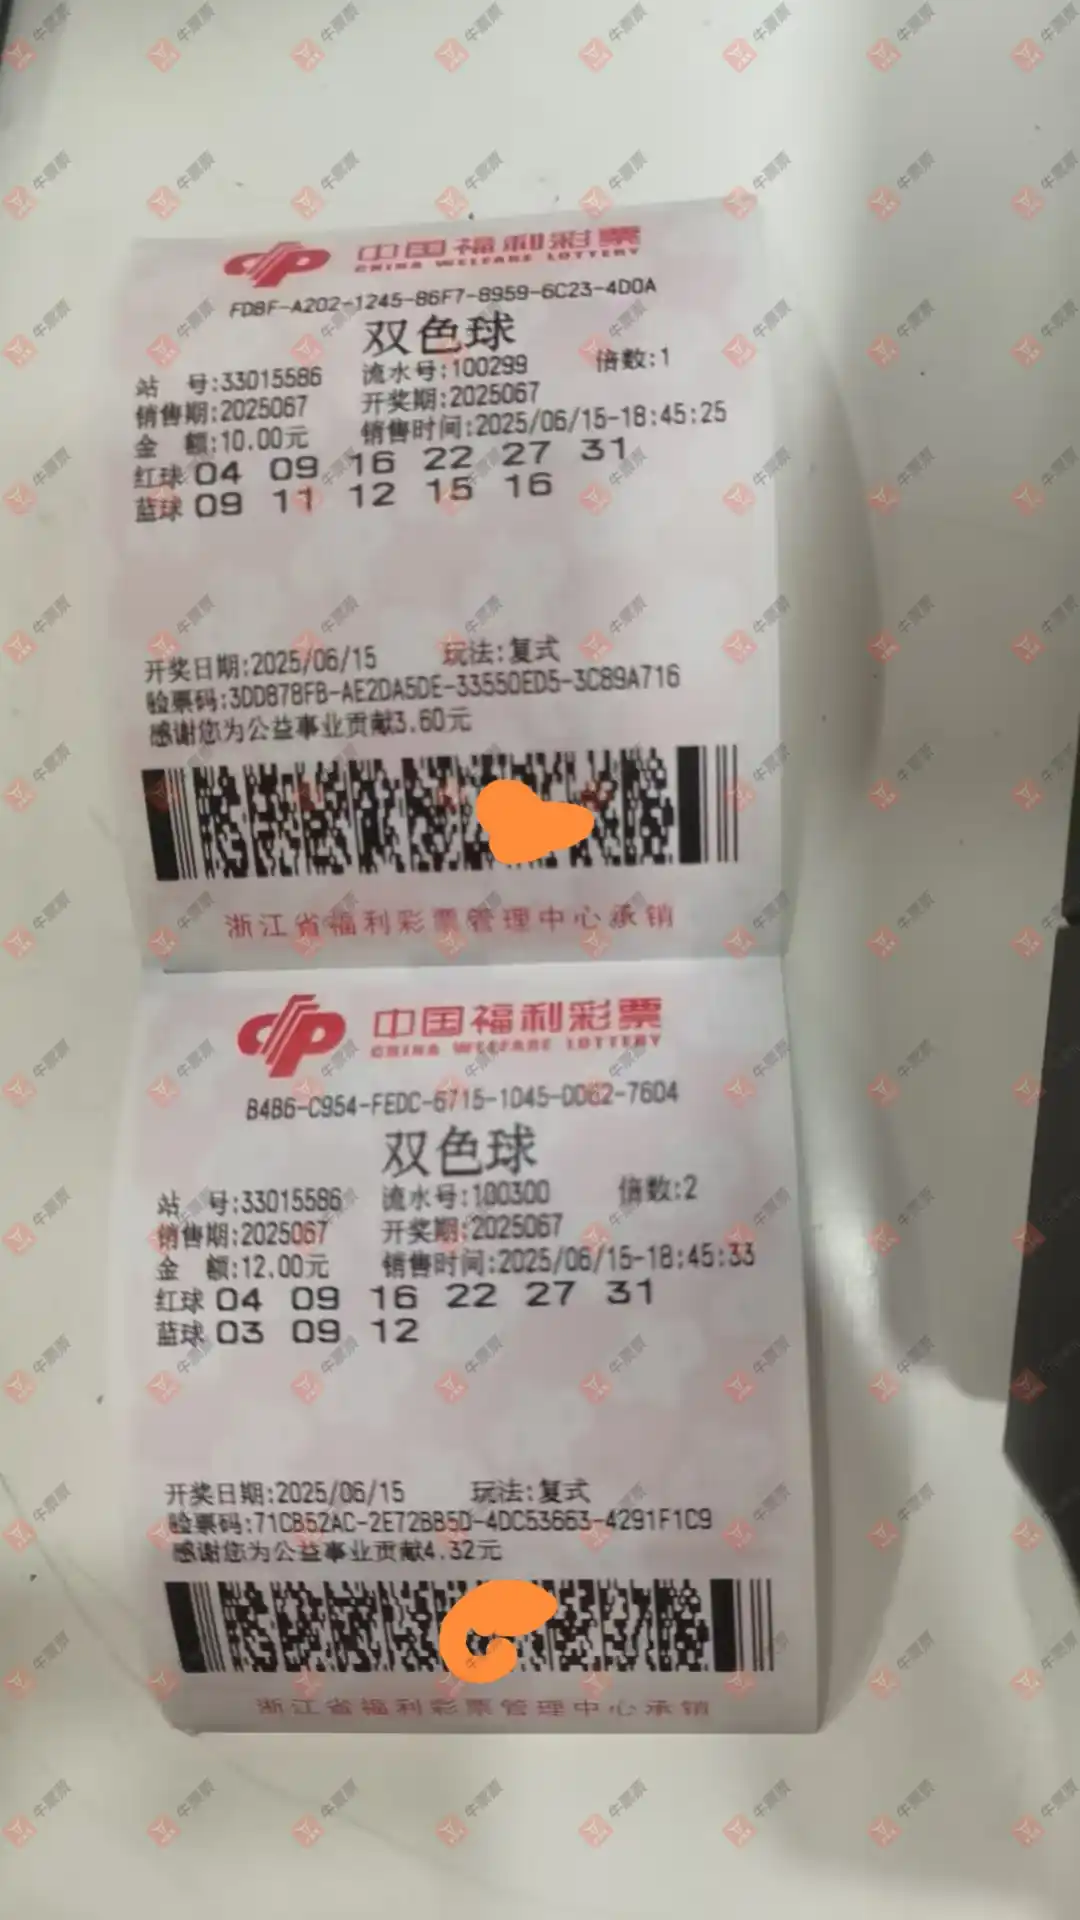 中国福利彩票
CHINA WELFARE LOTTERY
FD8F-A202-1245-86F7-8959-6C23-4D0A
双色球
站 号:33015586 流水号:100299 倍数:1
销售期:2025067 开奖期:2025067
金 额:10.00元 销售时间:2025/06/15-18:45:25
红球 04 09 16 22 27 31
蓝球 09 11 12 15 16
开奖日期:2025/06/15 玩法:复式
验票码:3DD878FB-AE2DA5DE-33550ED5-3C89A716
感谢您为公益事业贡献3.60元
浙江省福利彩票管理中心承销
中国福利彩票
CHINA WELFARE LOTTERY
B4B6-C954-FEDC-6715-1D45-DD62-76D4
双色球
站 号:33015586 流水号:100300 倍数:2
销售期:2025067 开奖期:2025067
金 额:12.00元 销售时间:2025/06/15-18:45:33
红球 04 09 16 22 27 31
蓝球 03 09 12
开奖日期:2025/06/15 玩法:复式
验票码:71CB52AC-2E72BB5D-4DC53663-4291F1C9
感谢您为公益事业贡献4.32元
浙江省福利彩票管理中心承销
牛票票